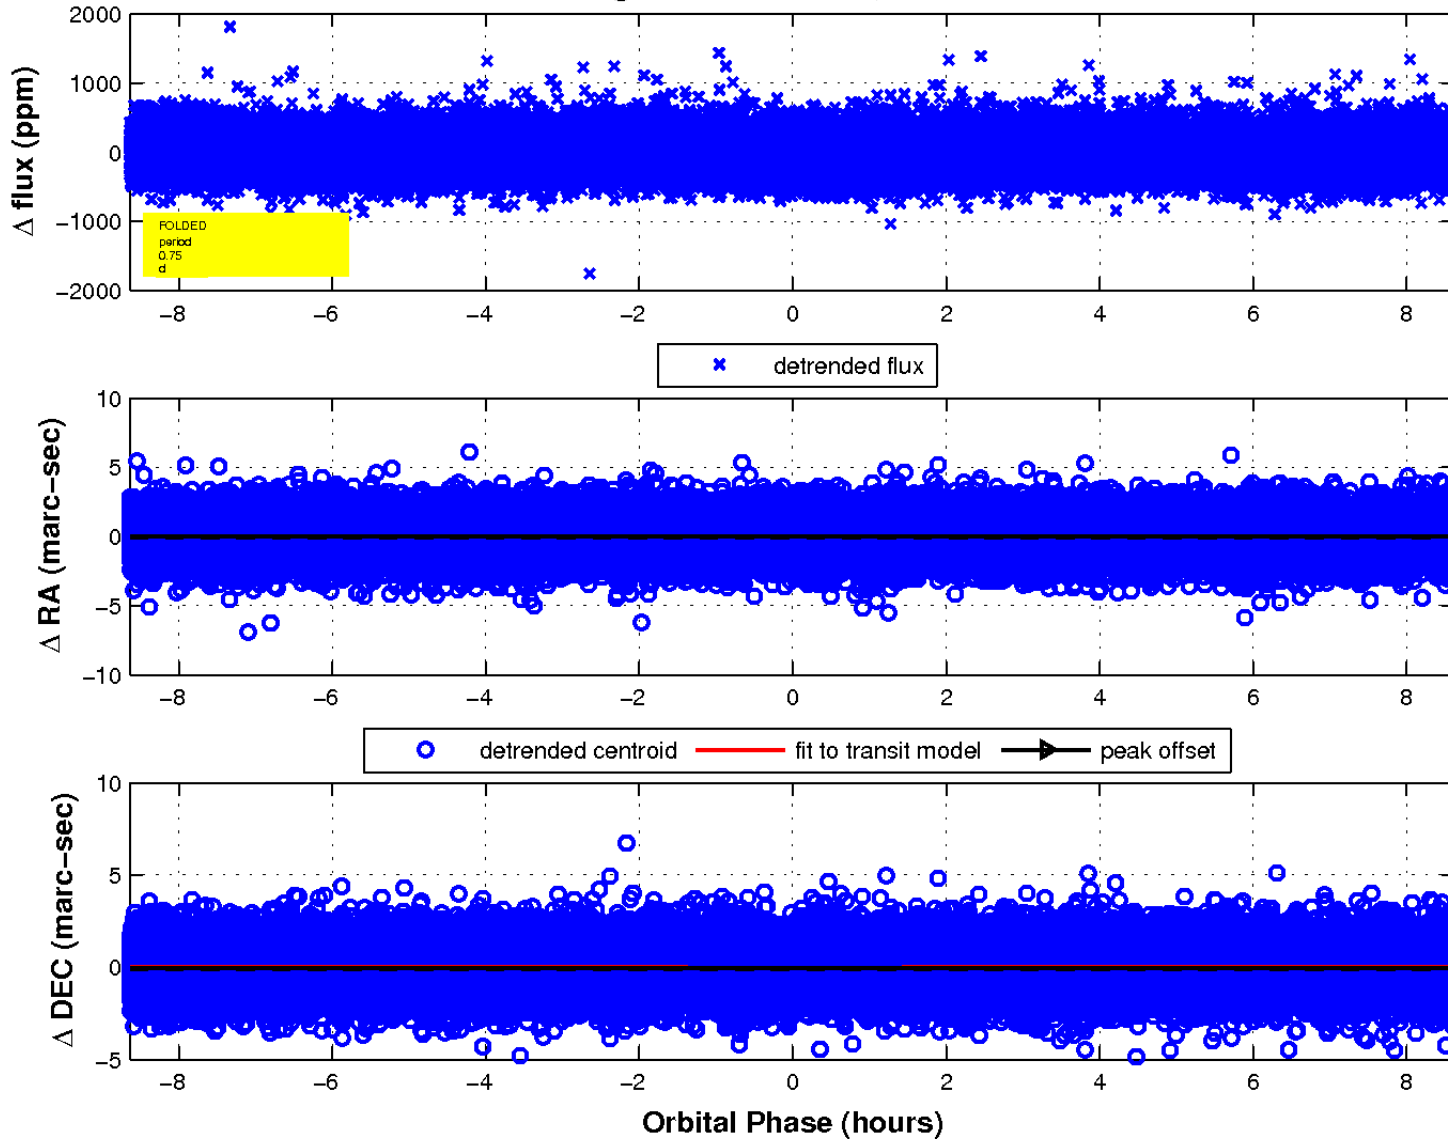 2000
1000
0
−1000
−2000
Δ flux (ppm)
FOLDED
period
0.75
d
−8 −6 −4 −2 0 2 4 6 8
detrended flux
10
5
0
−5
−10
Δ RA (marc−sec)
−8 −6 −4 −2 0 2 4 6 8
detrended centroid fit to transit model peak offset
10
5
0
−5
Δ DEC (marc−sec)
−8 −6 −4 −2 0 2 4 6 8
Orbital Phase (hours)